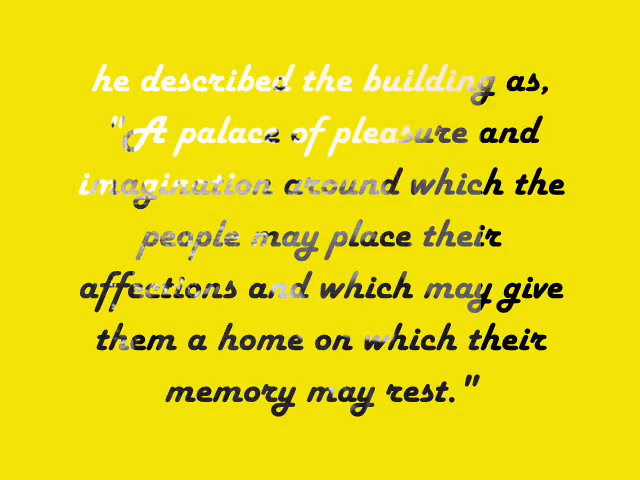 he described the building as,
"A palace of pleasure and
imagination around which the
people may place their
affections and which may give
them a home on which their
memory may rest."